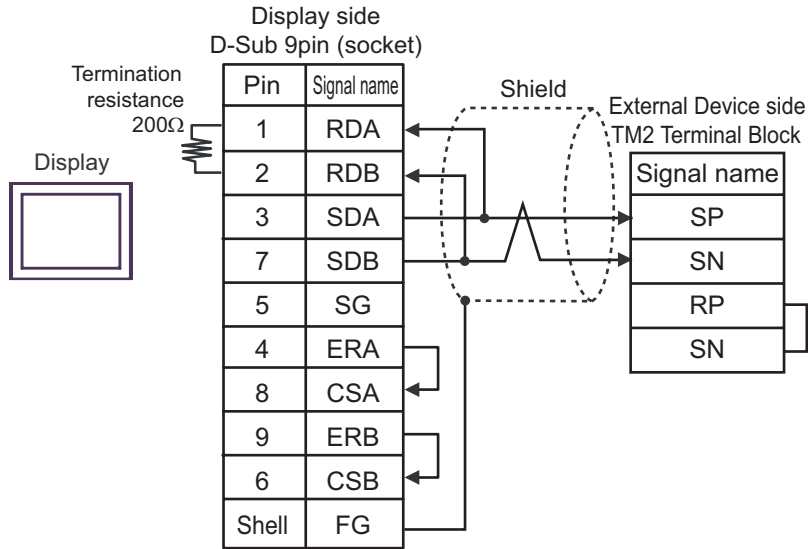 Display side
D-Sub 9pin (socket)
Termination
resistance
200Ω
Display
Pin Signal name
1 RDA
2 RDB
3 SDA
7 SDB
5 SG
4 ERA
8 CSA
9 ERB
6 CSB
Shell FG
Shield
External Device side
TM2 Terminal Block
Signal name
SP
SN
RP
SN